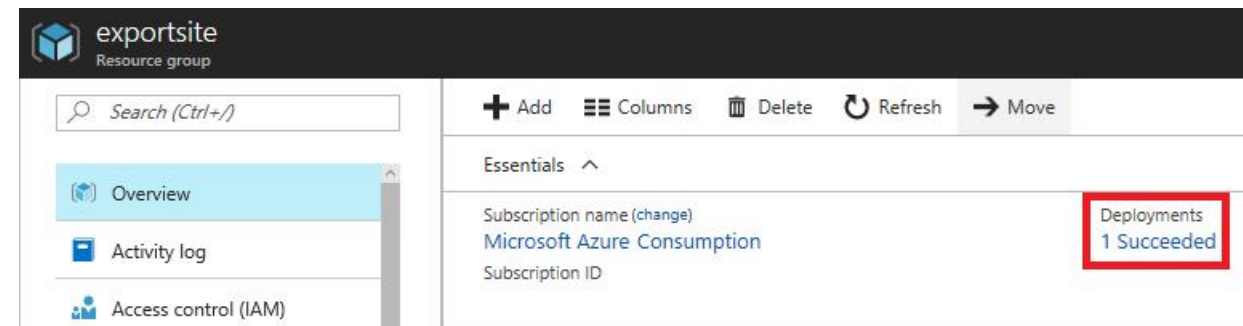 exportsite
Resource group
Search (Ctrl+/)
Add Columns Delete Refresh Move
Essentials
Overview
Activity log
Access control (IAM)
Subscription name (change)
Microsoft Azure Consumption
Subscription ID
Deployments
1 Succeeded